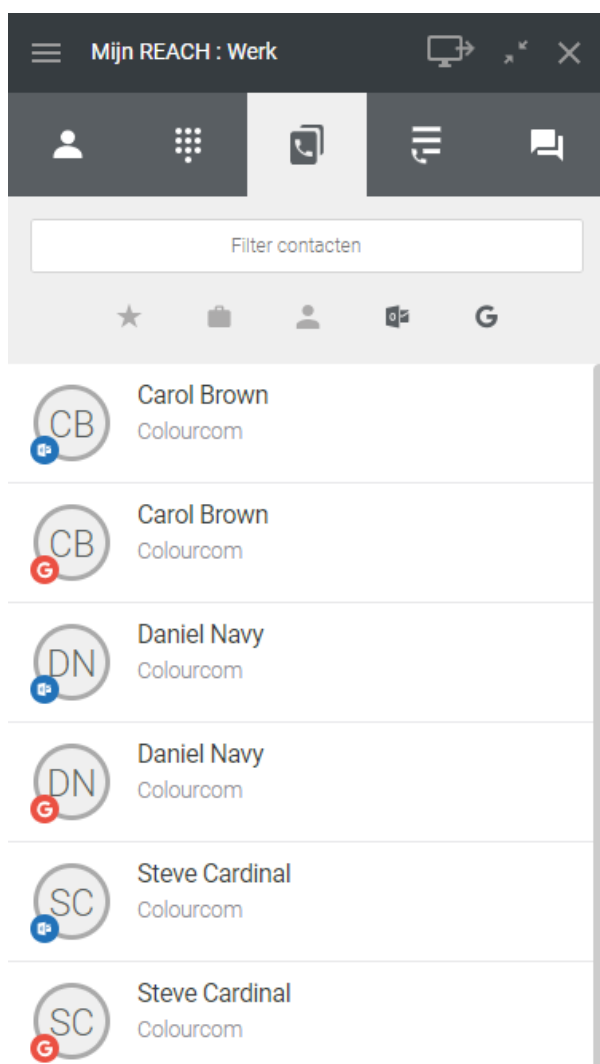 Mijn REACH : Werk
Filter contacten
G
Carol Brown
CB
Colourcom
Carol Brown
CB
Colourcom
G
Daniel Navy
DN
Colourcom
Daniel Navy
DN
Colourcom
G
Steve Cardinal
SC
Colourcom
Steve Cardinal
SC
Colourcom
G